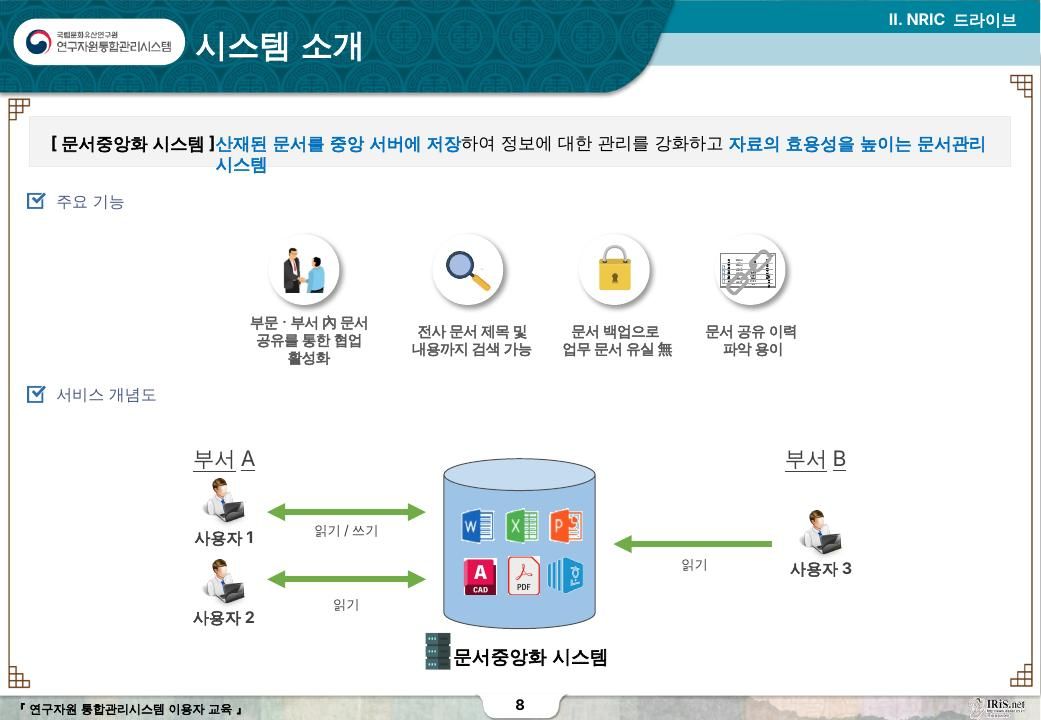 II. NRIC 드라이브
국립문화유산연구원
연구자원통합관리시스템
시스템 소개
[ 문서중앙화 시스템 ] 산재된 문서를 중앙 서버에 저장하여 정보에 대한 관리를 강화하고 자료의 효용성을 높이는 문서관리
시스템
주요 기능
부문 · 부서 內 문서
공유를 통한 협업
활성화
전사 문서 제목 및
내용까지 검색 가능
문서 백업으로
업무 문서 유실 無
문서 공유 이력
파악 용이
서비스 개념도
부서 A
사용자 1
읽기 / 쓰기
사용자 2
읽기
W
X
P
A
CAD
PDF
문서중앙화 시스템
부서 B
읽기
사용자 3
『 연구자원 통합관리시스템 이용자 교육 』
8
IRiS.net